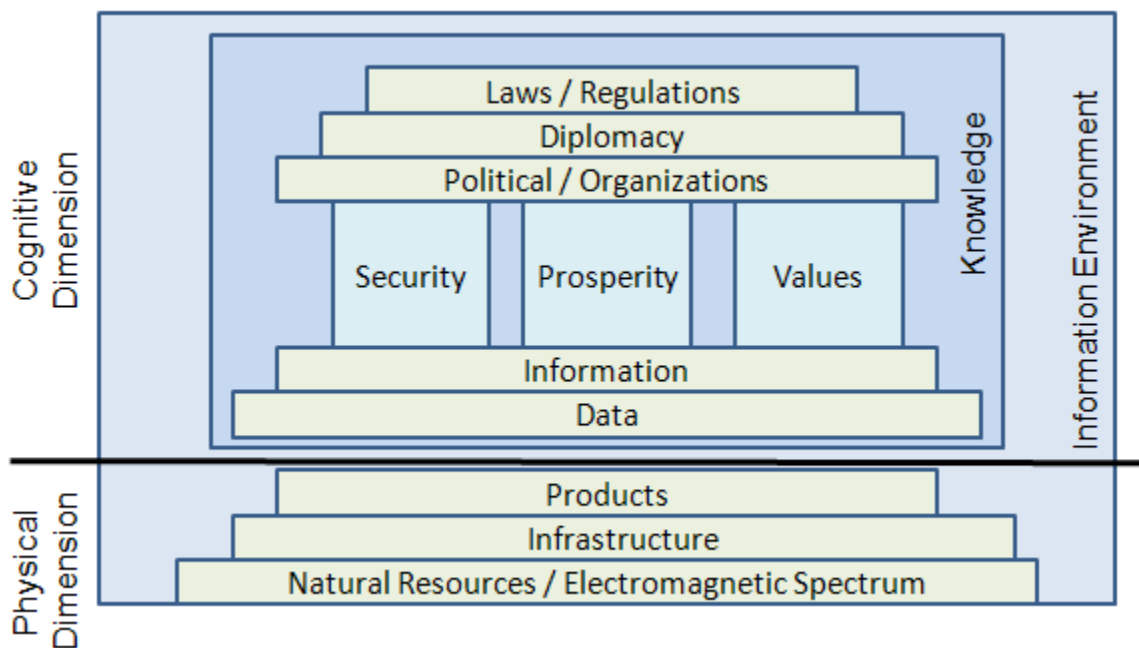 Laws / Regulations
Diplomacy
Political / Organizations
Security
Prosperity
Values
Information
Data
Knowledge
Information Environment
Cognitive
Dimension
Products
Infrastructure
Natural Resources / Electromagnetic Spectrum
Physical
Dimension